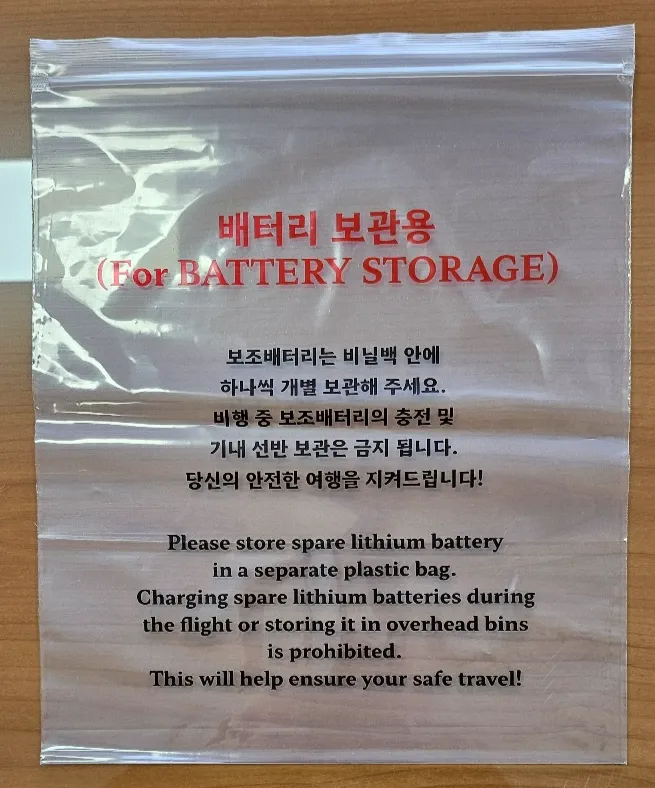 배터리 보관용
(For BATTERY STORAGE)
보조배터리는 비닐백 안에
하나씩 개별 보관해 주세요.
비행 중 보조배터리의 충전 및
기내 선반 보관은 금지 됩니다.
당신의 안전한 여행을 지켜드립니다!
Please store spare lithium battery
in a separate plastic bag.
Charging spare lithium batteries during
the flight or storing it in overhead bins
is prohibited.
This will help ensure your safe travel!